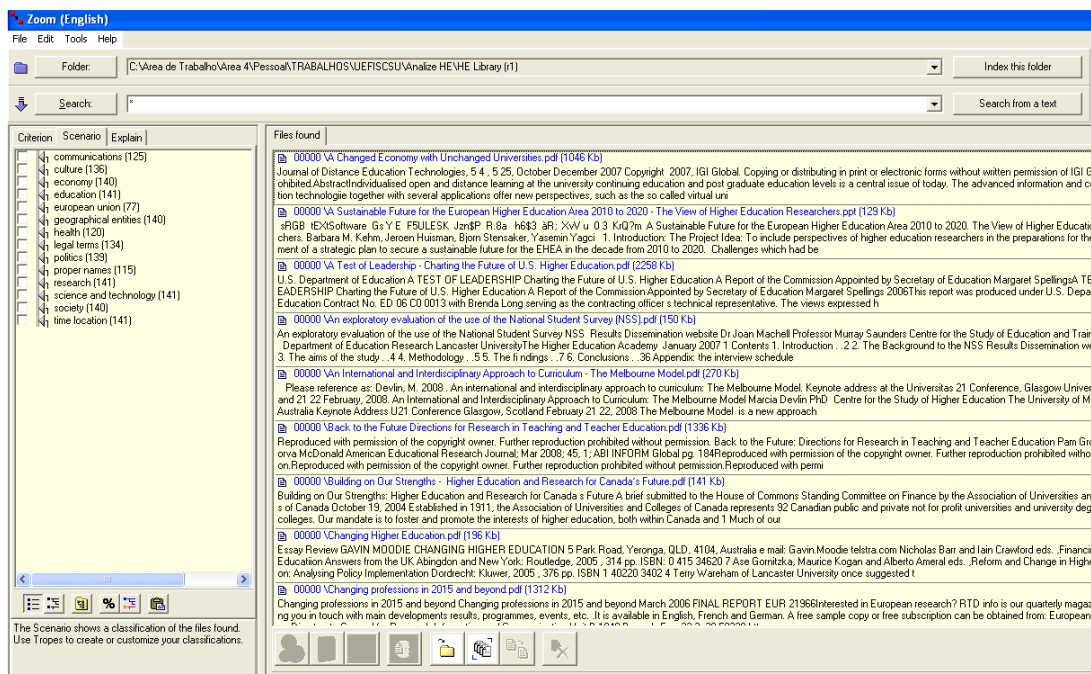 Zoom (English)
File Edit Tools Help
Folder: C:\Area de Trabalho\Area 4\Pessoal\TRABALHOS\UEFISCSU\Analize HE\HE Library (r1) Index this folder
Search: * Search from a text
Criterion Scenario Explain
communications (125)
culture (136)
economy (140)
education (141)
european union (77)
geographical entities (140)
health (120)
legal terms (134)
politics (139)
proper names (115)
research (141)
science and technology (141)
society (140)
time location (141)
The Scenario shows a classification of the files found.
Use Tropes to create or customize your classifications.
Files found
00000 \A Changed Economy with Unchanged Universities.pdf (1046 Kb)
Journal of Distance Education Technologies, 5 4 , 5 25, October December 2007 Copyright 2007, IGI Global. Copying or distributing in print or electronic forms without written permission of IGI G
ohibited.AbstractIndividualised open and distance learning at the university continuing education and post graduate education levels is a central issue of today. The advanced information and c
tion technologiie together with several applications offer new perspectives, such as the so called virtual uni
00000 \A Sustainable Future for the European Higher Education Area 2010 to 2020 - The View of Higher Education Researchers.ppt (129 Kb)
sRGB tEXtSoftware Gs Y E F5ULESK Jzn$P R.8a h6$3 àR; XvV u 0 3 KrQ?m A Sustainable Future for the European Higher Education Area 2010 to 2020. The View of Higher Educatio
chers. Barbara M. Kehm, Jeroen Huisman, Bjorn Stensaker, Yasemin Yagci 1. Introduction: The Project Idea: To include perspectives of higher education researchers in the preparations for the
ment of a strategic plan to secure a sustainable future for the EHEA in the decade from 2010 to 2020. Challenges which had be
00000 \A Test of Leadership - Charting the Future of U.S. Higher Education.pdf (2258 Kb)
U.S. Department of Education A TEST OF LEADERSHIP Charting the Future of U.S. Higher Education A Report of the Commission Appointed by Secretary of Education Margaret SpellingsA TE
EADERSHIP Charting the Future of U.S. Higher Education A Report of the Commission Appointed by Secretary of Education Margaret Spellings 2006This report was produced under U.S. Depa
Education Contract No. ED 06 C0 0013 with Brenda Long serving as the contracting officer s technical representative. The views expressed h
00000 \An exploratory evaluation of the use of the National Student Survey (NSS).pdf (150 Kb)
An exploratory evaluation of the use of the National Student Survey NSS Results Dissemination website Dr Joan Machell Professor Murray Saunders Centre for the Study of Education and Train
Department of Education Research Lancaster UniversityThe Higher Education Academy January 2007 1 Contents 1. Introduction . .2 2. The Background to the NSS Results Dissemination we
3. The aims of the study . .4 4. Methodology . .5 5. The fi ndings . .7 6. Conclusions . .36 Appendix: the interview schedule
00000 \An International and Interdisciplinary Approach to Curriculum - The Melbourne Model.pdf (270 Kb)
Please reference as: Devlin, M. 2008 . An international and interdisciplinary approach to curriculum: The Melbourne Model. Keynote address at the Universitas 21 Conference, Glasgow Univer
and 21 22 February, 2008. An International and Interdisciplinary Approach to Curriculum: The Melbourne Model Marcia Devlin PhD Centre for the Study of Higher Education The University of M
Australia Keynote Address U21 Conference Glasgow, Scotland February 21 22, 2008 The Melbourne Model is a new approach
00000 \Back to the Future Directions for Research in Teaching and Teacher Education.pdf (1336 Kb)
Reproduced with permission of the copyright owner. Further reproduction prohibited without permission. Back to the Future: Directions for Research in Teaching and Teacher Education Pam Gro
orva McDonald American Educational Research Journal; Mar 2008; 45, 1; ABI INFORM Global pg. 184Reproduced with permission of the copyright owner. Further reproduction prohibited witho
on.Reproduced with permission of the copyright owner. Further reproduction prohibited without permission.Reproduced with permi
00000 \Building on Our Strengths - Higher Education and Research for Canada's Future.pdf (141 Kb)
Building on Our Strengths: Higher Education and Research for Canada s Future A brief submitted to the House of Commons Standing Committee on Finance by the Association of Universities an
s of Canada October 19, 2004 Established in 1911, the Association of Universities and Colleges of Canada represents 92 Canadian public and private not for profit universities and university deg
colleges. Our mandate is to foster and promote the interests of higher education, both within Canada and 1 Much of our
00000 \Changing Higher Education.pdf (196 Kb)
Essay Review GAVIN MOODIE CHANGING HIGHER EDUCATION 5 Park Road, Yeronga, QLD, 4104, Australia e mail: Gavin.Moodie telstra.com Nicholas Barr and Iain Crawford eds. ,Financin
Educatiion Answers from the UK Abingdon and New York: Routledge, 2005 , 314 pp. ISBN: 0 415 34620 7 Ase Gornitzka, Maurice Kogan and Alberto Ameral eds. ,Reform and Change in High
on: Analysing Policy Implementation Dordrecht: Kluwer, 2005 , 376 pp. ISBN 1 40220 3402 4 Terry Wareham of Lancaster University once suggested t
00000 \Changing professions in 2015 and beyond.pdf (1312 Kb)
Changing professions in 2015 and beyond Changing professions in 2015 and beyond March 2006 FINAL REPORT EUR 21966Interested in European research? RTD info is our quarterly magaz
ng you in touch with main developments results, programmes, events, etc. .It is available in English, French and German. A free sample copy or free subscription can be obtained from: European